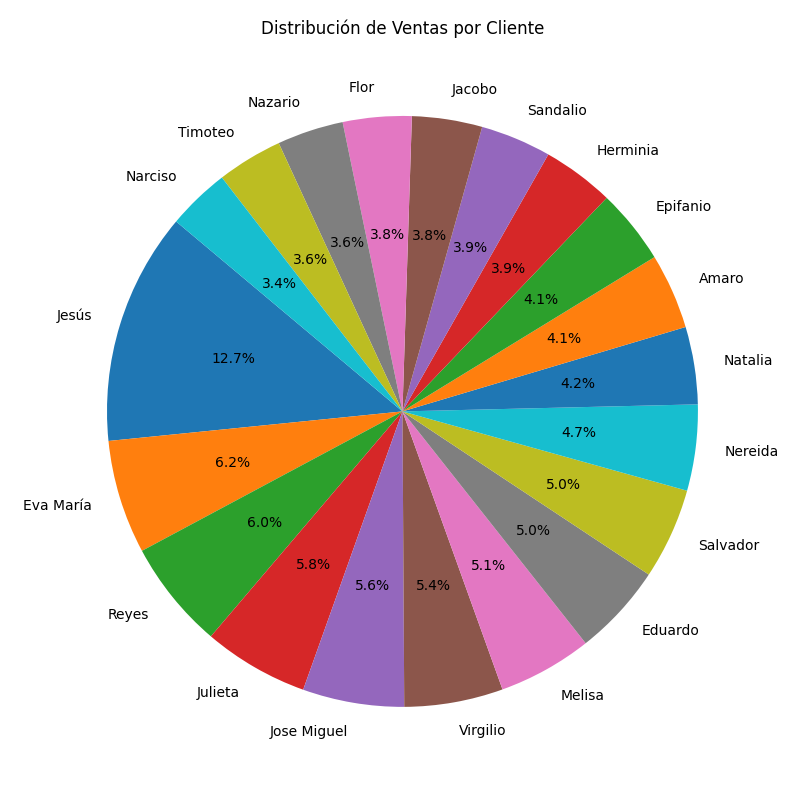 Distribución de Ventas por Cliente
Jesús
12.7%
Eva María
6.2%
Reyes
6.0%
Julieta
5.8%
Jose Miguel
5.6%
Virgilio
5.4%
Melisa
5.1%
Eduardo
5.0%
Salvador
5.0%
Nereida
4.7%
Natalia
4.2%
Amaro
4.1%
Epifanio
4.1%
Herminia
3.9%
Sandalio
3.9%
Jacobo
3.8%
Flor
3.8%
Nazario
3.6%
Timoteo
3.6%
Narciso
3.4%